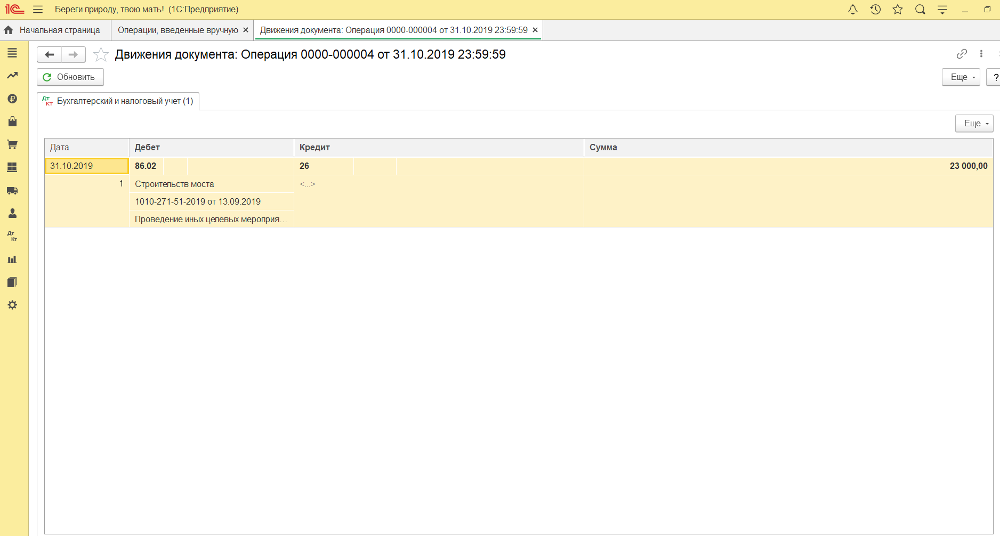 1С Береги природу, твою мать! (1С:Предприятие)
Начальная страница Операции, введенные вручную × Движения документа: Операция 0000-000004 от 31.10.2019 23:59:59 ×
Движения документа: Операция 0000-000004 от 31.10.2019 23:59:59
Обновить Еще ?
Дт Кт Бухгалтерский и налоговый учет (1)
Еще
Дата Дебет Кредит Сумма
31.10.2019 86.02 26 23 000,00
1 Строительств моста <...>
1010-271-51-2019 от 13.09.2019
Проведение иных целевых мероприя...
Дт
Кт